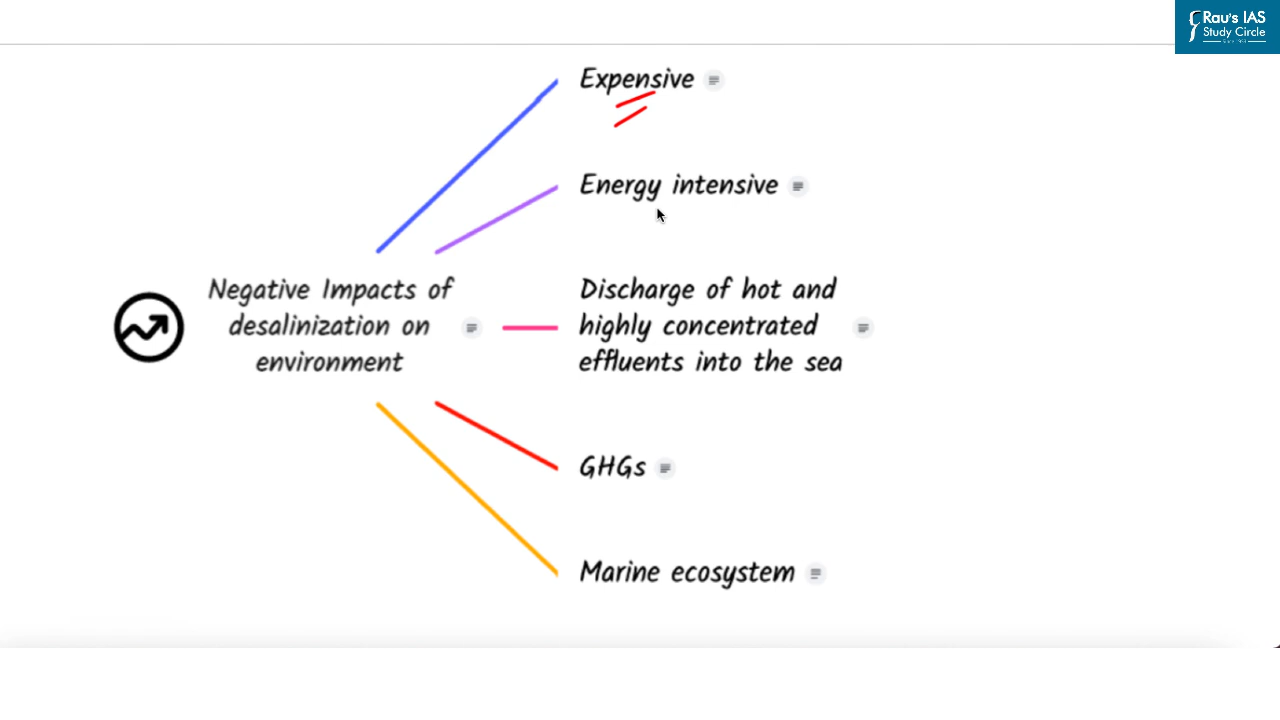 Rau's IAS
Study Circle
Expensive
Energy intensive
Negative Impacts of
desalinization on
environment
Discharge of hot and
highly concentrated
effluents into the sea
GHGs
Marine ecosystem